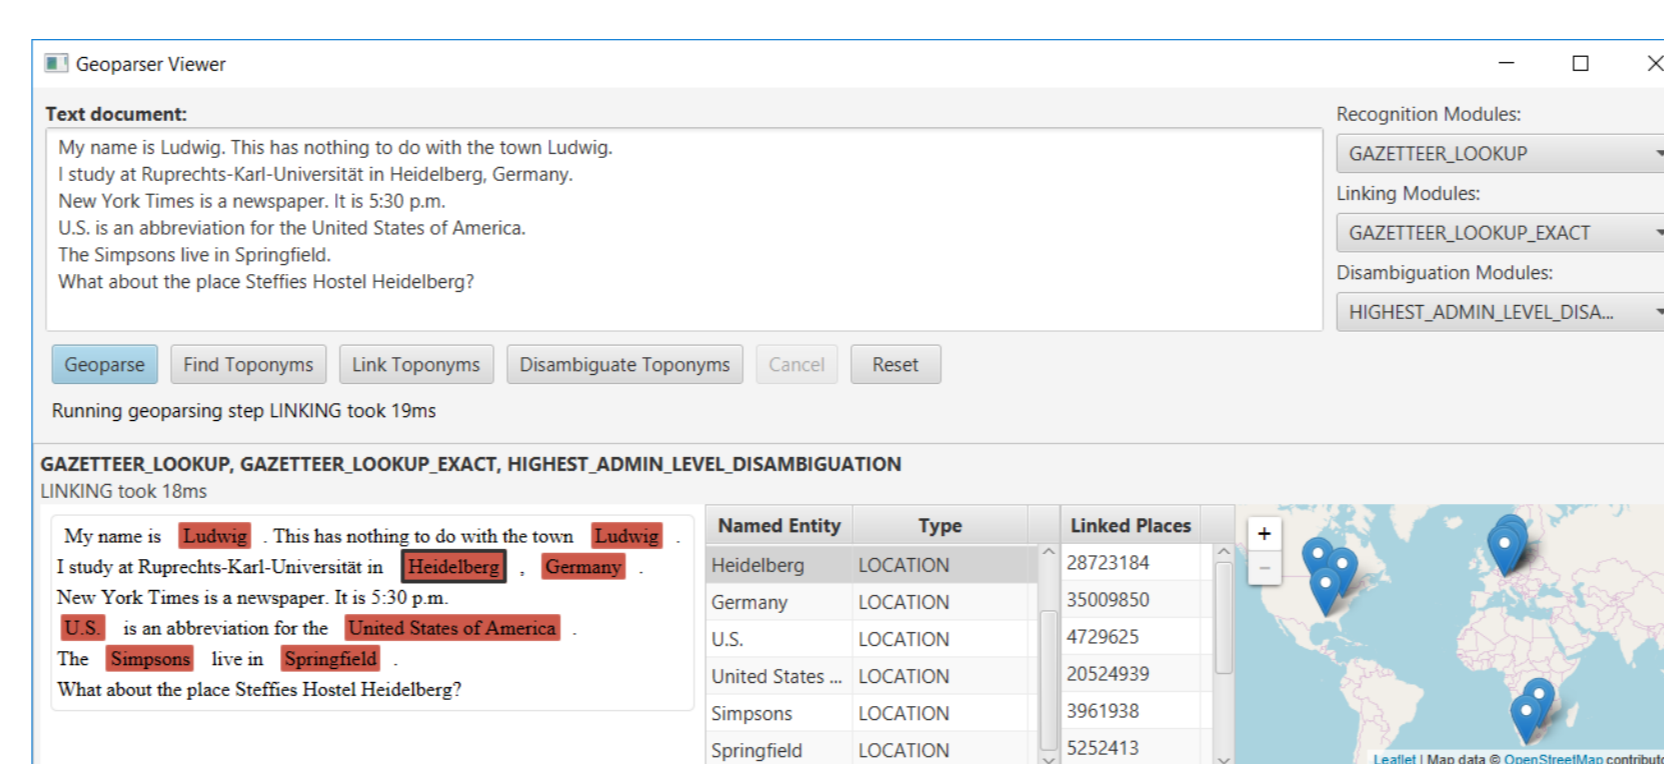 Geoparser Viewer
Text document:
My name is Ludwig. This has nothing to do with the town Ludwig.
I study at Ruprechts-Karl-Universität in Heidelberg, Germany.
New York Times is a newspaper. It is 5:30 p.m.
U.S. is an abbreviation for the United States of America.
The Simpsons live in Springfield.
What about the place Steffies Hostel Heidelberg?
Recognition Modules:
GAZETTEER_LOOKUP
Linking Modules:
GAZETTEER_LOOKUP_EXACT
Disambiguation Modules:
HIGHEST_ADMIN_LEVEL_DISA...
Geoparse Find Toponyms Link Toponyms Disambiguate Toponyms Cancel Reset
Running geoparsing step LINKING took 19ms
GAZETTEER_LOOKUP, GAZETTEER_LOOKUP_EXACT, HIGHEST_ADMIN_LEVEL_DISAMBIGUATION
LINKING took 18ms
My name is Ludwig . This has nothing to do with the town Ludwig .
I study at Ruprechts-Karl-Universität in Heidelberg , Germany .
New York Times is a newspaper. It is 5:30 p.m.
U.S. is an abbreviation for the United States of America .
The Simpsons live in Springfield .
What about the place Steffies Hostel Heidelberg?
Named Entity Type
Heidelberg LOCATION
Germany LOCATION
U.S. LOCATION
United States ... LOCATION
Simpsons LOCATION
Springfield LOCATION
Linked Places
28723184
35009850
4729625
20524939
3961938
5252413
+
−
Leaflet | Map data © OpenStreetMap contributo